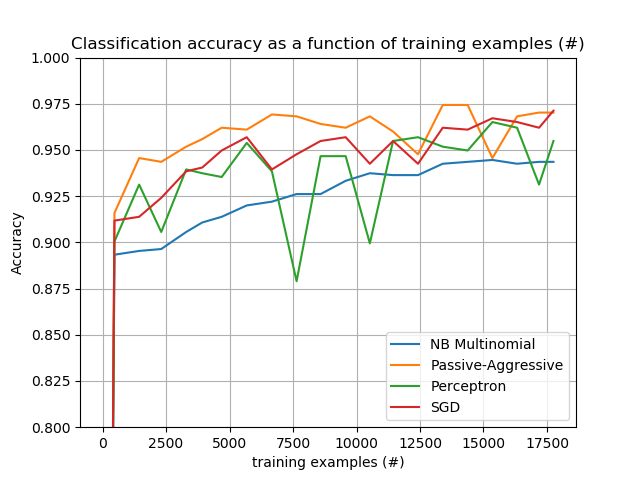 Classification accuracy as a function of training examples (#)
1.000
0.975
0.950
0.925
0.900
0.875
0.850
0.825
0.800
Accuracy
NB Multinomial
Passive-Aggressive
Perceptron
SGD
0 2500 5000 7500 10000 12500 15000 17500
training examples (#)